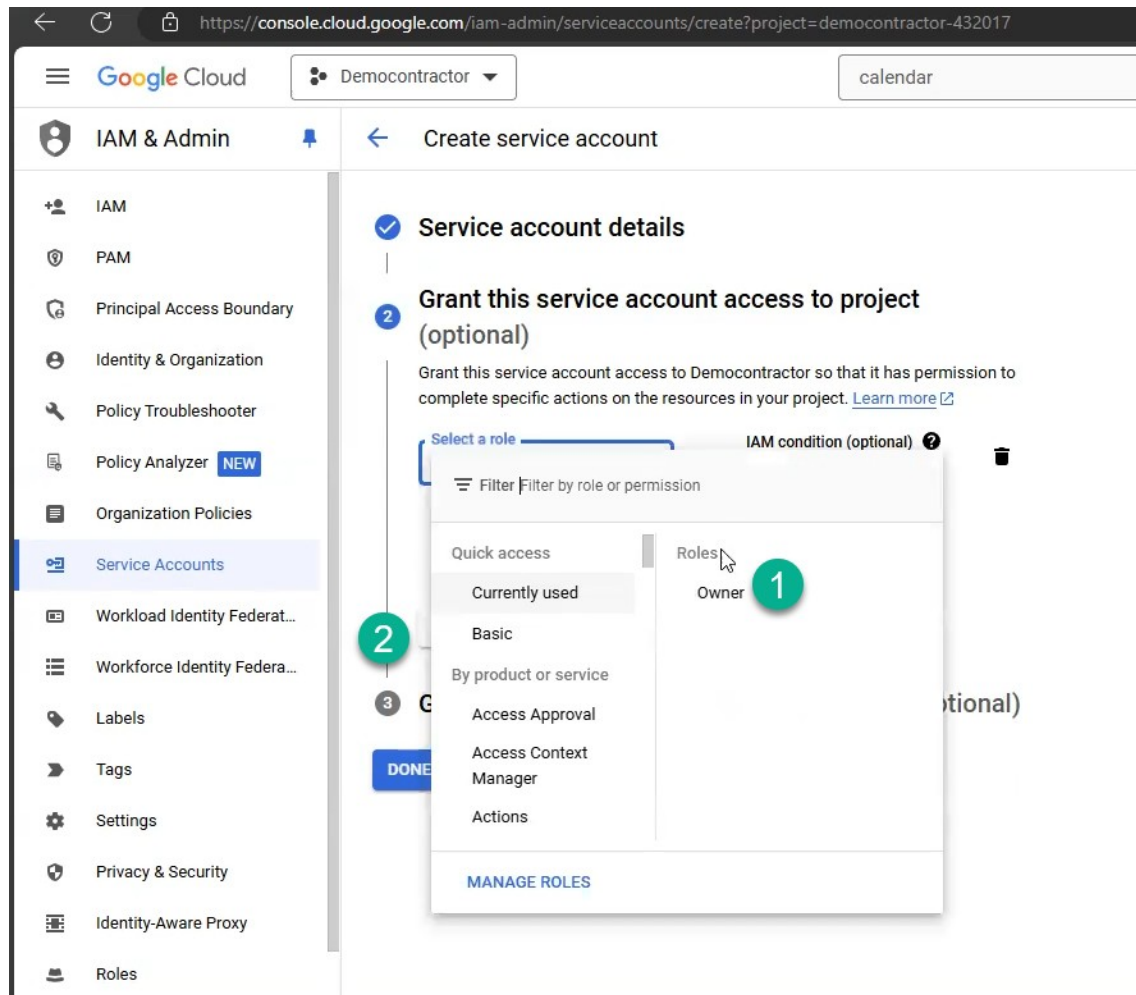 https://console.cloud.google.com/iam-admin/serviceaccounts/create?project=democontractor-432017
Google Cloud
Democontractor
calendar
IAM & Admin
Create service account
IAM
PAM
Principal Access Boundary
Identity & Organization
Policy Troubleshooter
Policy Analyzer NEW
Organization Policies
Service Accounts
Workload Identity Federat...
Workforce Identity Federa...
Labels
Tags
Settings
Privacy & Security
Identity-Aware Proxy
Roles
Service account details
2
Grant this service account access to project
(optional)
Grant this service account access to Democontractor so that it has permission to
complete specific actions on the resources in your project. Learn more
Select a role
IAM condition (optional) ?
Filter Filter by role or permission
Quick access
Currently used
Basic
By product or service
Access Approval
Access Context
Manager
Actions
Roles
Owner 1
MANAGE ROLES
2
3 G
tional)
DONE